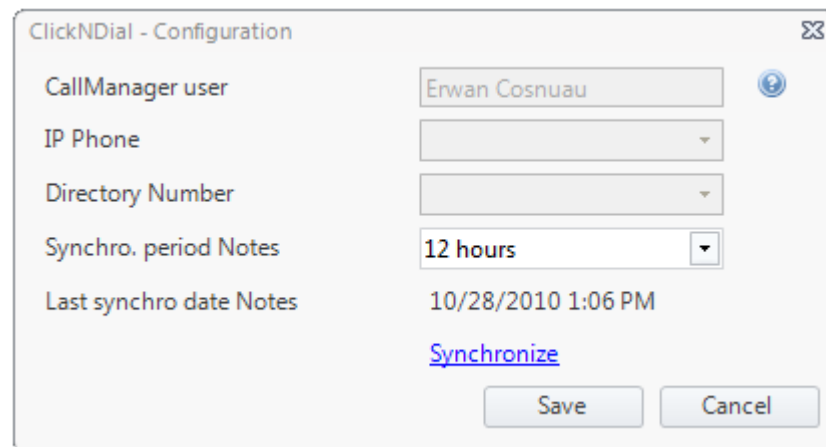 ClickNDial - Configuration
CallManager user Erwan Cosnuau
IP Phone
Directory Number
Synchro. period Notes 12 hours
Last synchro date Notes 10/28/2010 1:06 PM
Synchronize
Save Cancel